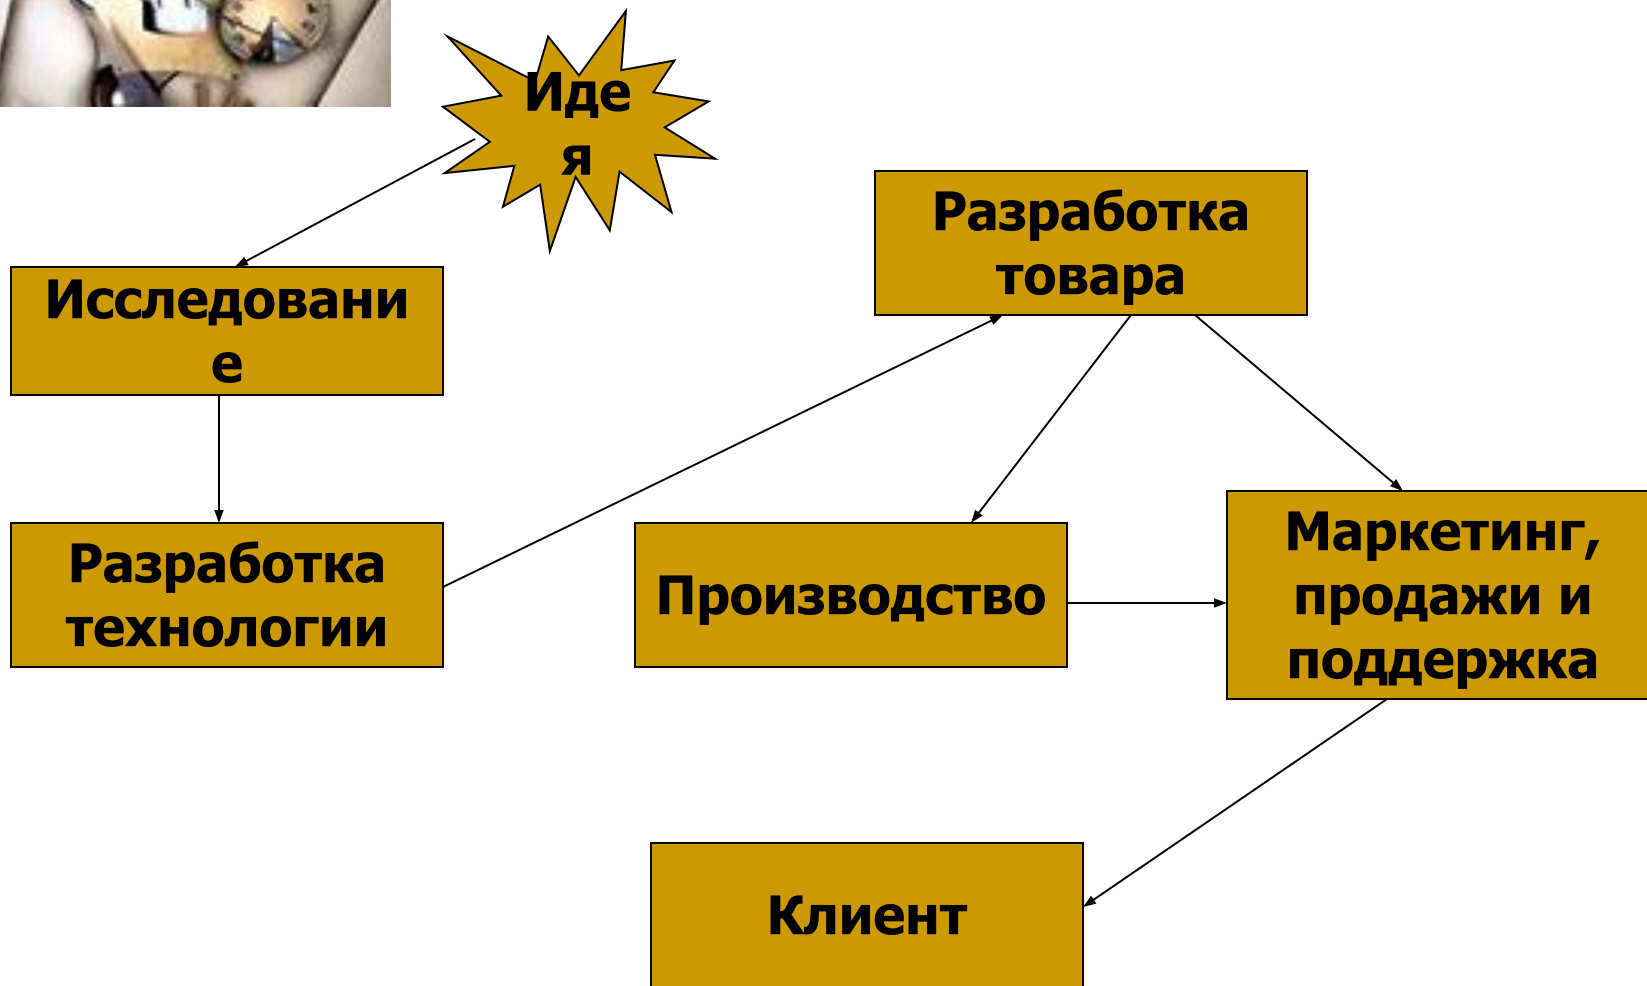 Иде
я
Исследовани
е
Разработка
технологии
Разработка
товара
Производство
Маркетинг,
продажи и
поддержка
Клиент